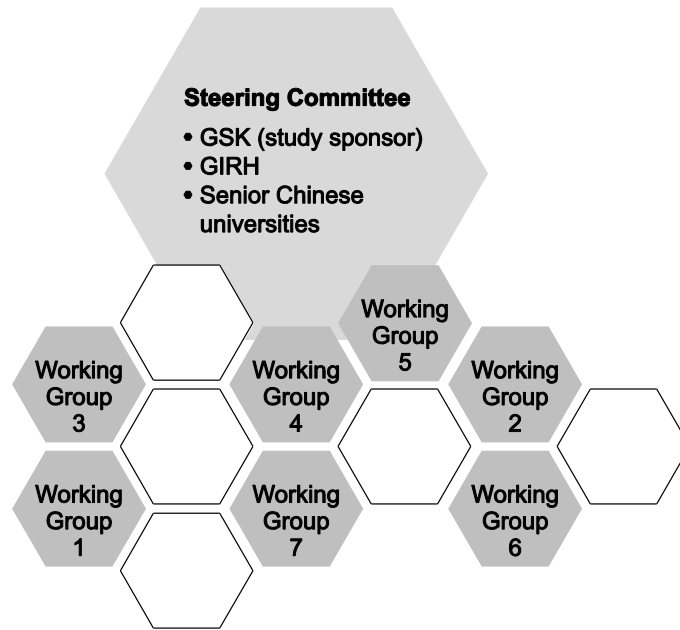 Steering Committee
• GSK (study sponsor)
• GIRH
• Senior Chinese
universities
Working
Group
5
Working
Group
3
Working
Group
4
Working
Group
2
Working
Group
1
Working
Group
7
Working
Group
6